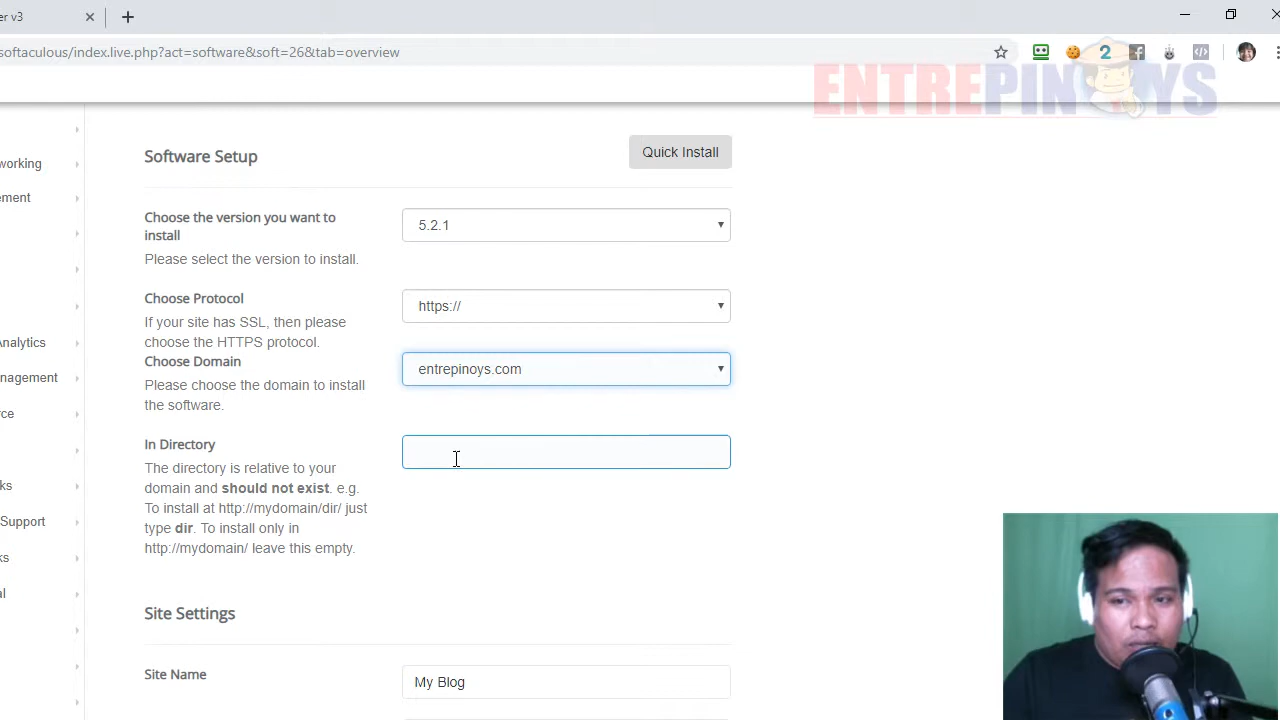 er v3
softaculous/index.live.php?act=software&soft=26&tab=overview
2
ENTREPINOYS
Software Setup
Quick Install
working
ement
Choose the version you want to
install
5.2.1
Please select the version to install.
Choose Protocol
https://
If your site has SSL, then please
choose the HTTPS protocol.
Analytics
Choose Domain
entrepinoys.com
nagement
Please choose the domain to install
the software.
rce
In Directory
The directory is relative to your
domain and should not exist. e.g.
ks
To install at http://mydomain/dir/ just
type dir. To install only in
Support
http://mydomain/ leave this empty.
ks
al
Site Settings
Site Name
My Blog